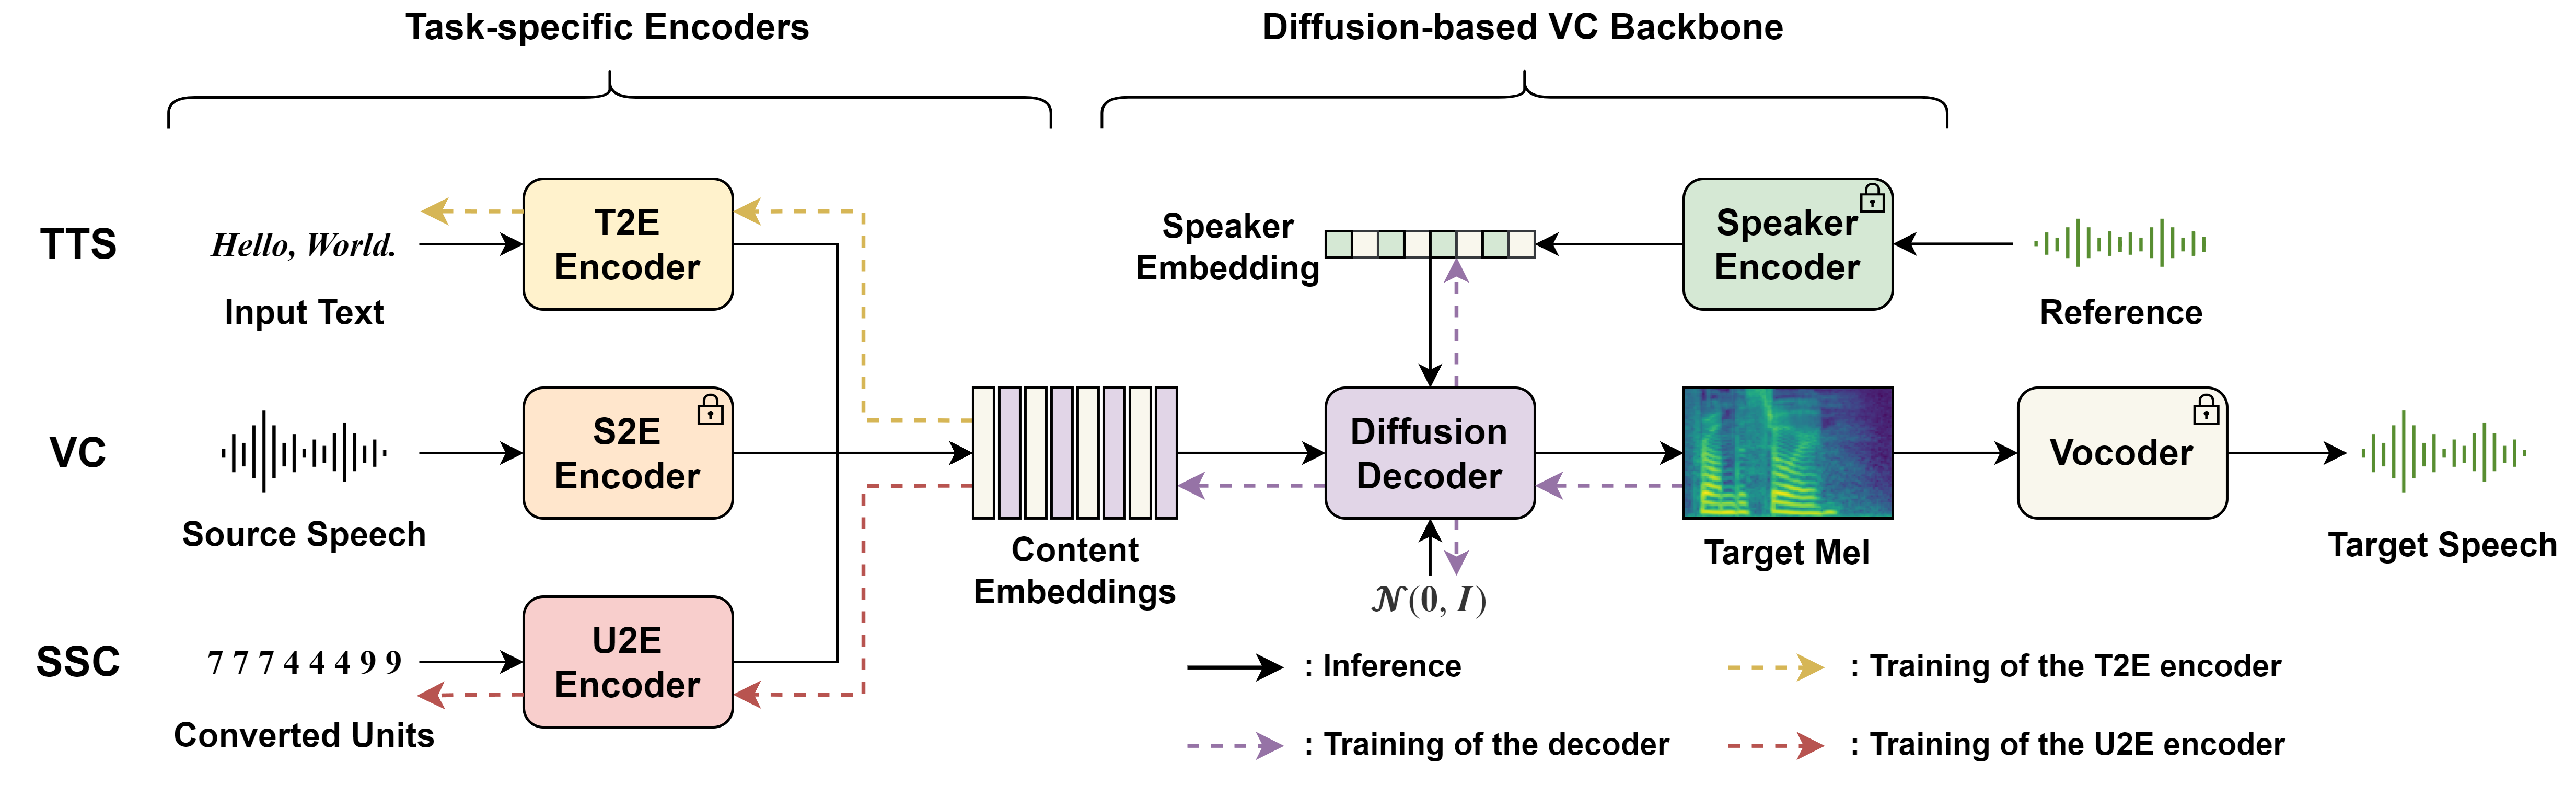 Task-specific Encoders
Diffusion-based VC Backbone
TTS
Hello, World.
Input Text
T2E
Encoder
Speaker
Embedding
Speaker
Encoder
Reference
VC
Source Speech
S2E
Encoder
Content
Embeddings
Diffusion
Decoder
𝒩(0, I)
Target Mel
Vocoder
Target Speech
SSC
7 7 7 4 4 4 9 9
Converted Units
U2E
Encoder
: Inference
: Training of the T2E encoder
: Training of the decoder
: Training of the U2E encoder